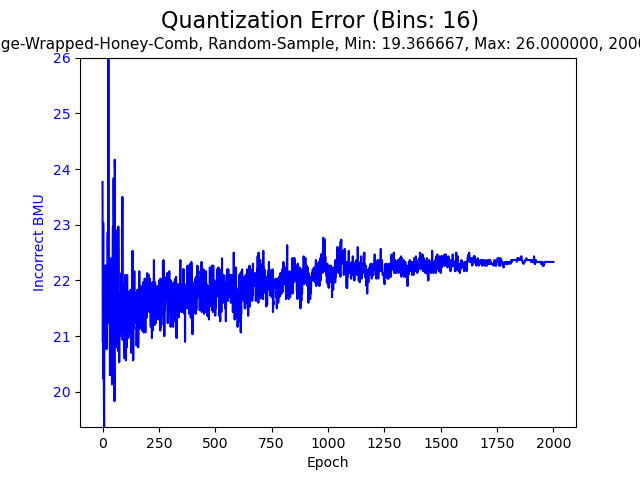 Quantization Error (Bins: 16)
ge-Wrapped-Honey-Comb, Random-Sample, Min: 19.366667, Max: 26.000000, 200
26
25
24
23
22
21
20
Incorrect BMU
0 250 500 750 1000 1250 1500 1750 2000
Epoch